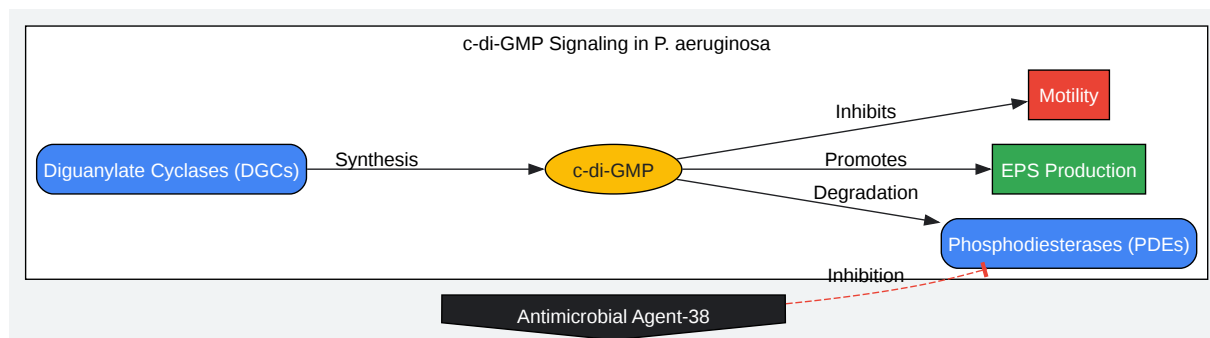 c-di-GMP Signaling in P. aeruginosa
Motility
Inhibits
Diguanylate Cyclases (DGCs)
Synthesis
c-di-GMP
Promotes
EPS Production
Degradation
Phosphodiesterases (PDEs)
Inhibition
Antimicrobial Agent-38